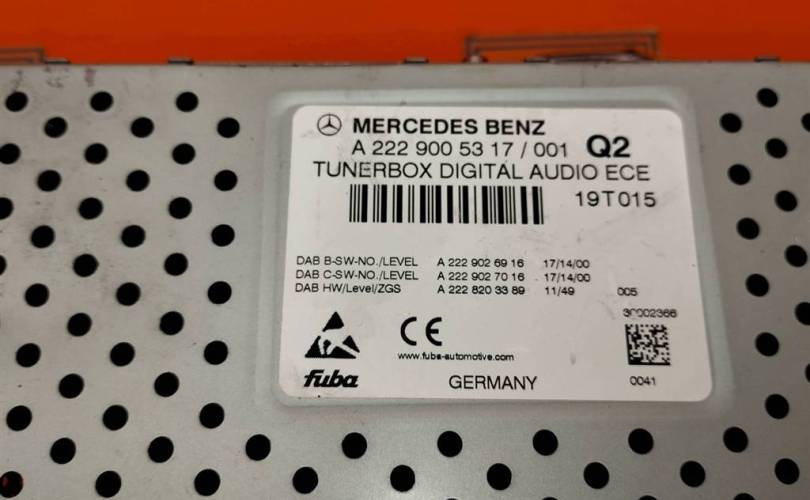 MERCEDES BENZ
A 222 900 53 17 / 001 Q2
TUNERBOX DIGITAL AUDIO ECE
19T015
DAB B-SW-NO./LEVEL A 222 902 69 16 17/14/00
DAB C-SW-NO./LEVEL A 222 902 70 16 17/14/00
DAB HW/Level/ZGS A 222 820 33 89 11/49 005
CE
www.fuba-automotive.com
fuba GERMANY 0041